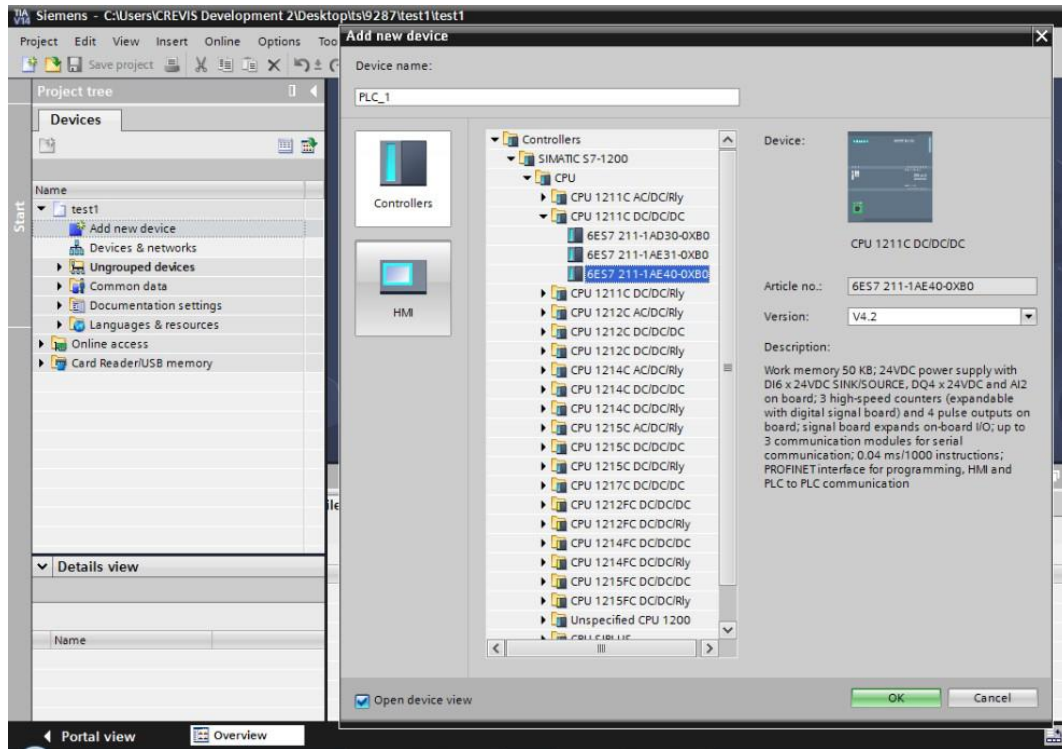 TIA
V14
Siemens - C:\Users\CREVIS Development 2\Desktop\ts\9287\test1\test1
Project Edit View Insert Online Options Too
Save project
Project tree
Devices
Name
test1
Add new device
Devices & networks
Ungrouped devices
Common data
Documentation settings
Languages & resources
Online access
Card Reader/USB memory
Start
Details view
Name
Portal view
Overview
Add new device
Device name:
PLC_1
Controllers
HMI
Controllers
SIMATIC S7-1200
CPU
CPU 1211C AC/DC/Rly
CPU 1211C DC/DC/DC
6ES7 211-1AD30-0XB0
6ES7 211-1AE31-0XB0
6ES7 211-1AE40-0XB0
CPU 1211C DC/DC/Rly
CPU 1212C AC/DC/Rly
CPU 1212C DC/DC/DC
CPU 1212C DC/DC/Rly
CPU 1214C AC/DC/Rly
CPU 1214C DC/DC/DC
CPU 1214C DC/DC/Rly
CPU 1215C AC/DC/Rly
CPU 1215C DC/DC/DC
CPU 1215C DC/DC/Rly
CPU 1217C DC/DC/DC
CPU 1212FC DC/DC/DC
CPU 1212FC DC/DC/Rly
CPU 1214FC DC/DC/DC
CPU 1214FC DC/DC/Rly
CPU 1215FC DC/DC/DC
CPU 1215FC DC/DC/Rly
Unspecified CPU 1200
CPU SIPLUS
Device:
CPU 1211C DC/DC/DC
Article no.:
6ES7 211-1AE40-0XB0
Version:
V4.2
Description:
Work memory 50 KB; 24VDC power supply with
DI6 x 24VDC SINK/SOURCE, DQ4 x 24VDC and AI2
on board; 3 high-speed counters (expandable
with digital signal board) and 4 pulse outputs on
board; signal board expands on-board I/O; up to
3 communication modules for serial
communication; 0.04 ms/1000 instructions;
PROFINET interface for programming, HMI and
PLC to PLC communication
Open device view
OK
Cancel